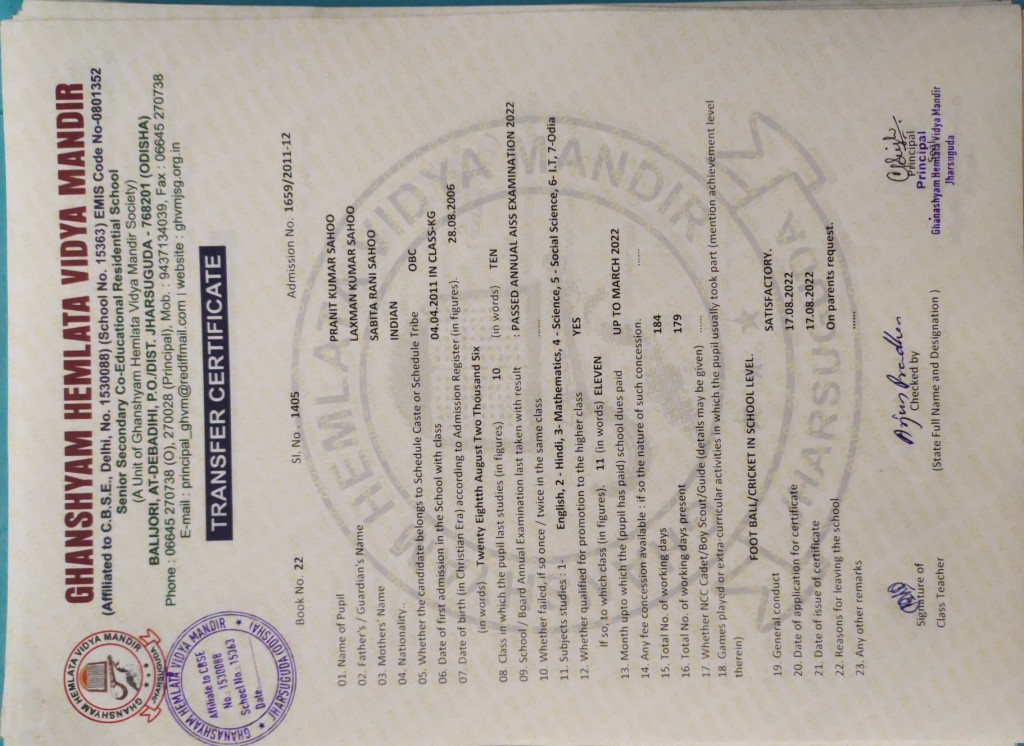 GHANSHYAM HEMLATA VIDYA MANDIR
(Affiliated to C.B.S.E., Delhi, No. 1530088) (School No. 15363) EMIS Code No-0801352
Senior Secondary Co-Educational Residential School
(A Unit of Ghanshyam Hemlata Vidya Mandir Society)
BALIJORI, AT-DEBADIHI, P.O./DIST. JHARSUGUDA - 768201 (ODISHA)
Phone : 06645 270738 (O), 270028 (Principal), Mob. : 9437134039, Fax : 06645 270738
E-mail : principal_ghvm@rediffmail.com | website : ghvmjsg.org.in
GHANSHYAM HEMLATA VIDYA MANDIR
JHARSUGUDA
GHANASHYAM HEMLATA VIDYA MANDIR
Affiliate to CBSE
No.. 1530088
School No. 15363
Date
JHARSUGUDA (ODISHA)
TRANSFER CERTIFICATE
Book No. 22 Sl. No. 1405 Admission No. 1659/2011-12
01. Name of Pupil PRANIT KUMAR SAHOO
02. Father's / Guardian's Name LAXMAN KUMAR SAHOO
03. Mothers' Name SABITA RANI SAHOO
04. Nationality.. INDIAN
05. Whether the candidate belongs to Schedule Caste or Schedule Tribe OBC
06. Date of first admission in the School with class 04.04.2011 IN CLASS-KG
07. Date of birth (in Christian Era) according to Admission Register (in figures). 28.08.2006
(in words) Twenty Eightth August Two Thousand Six
08. Class in which the pupil last studies (in figures) 10 (in words) TEN
09. School / Board Annual Examination last taken with result : PASSED ANNUAL AISS EXAMINATION 2022
10. Whether failed, if so once / twice in the same class ......
11. Subjects studies : 1- English, 2 - Hindi, 3- Mathematics, 4 - Science, 5 - Social Science, 6- I.T, 7-Odia
12. Whether qualified for promotion to the higher class YES
If so, to which class (in figures). 11 (in words) ELEVEN
13. Month upto which the (pupil has paid) school dues paid UP TO MARCH 2022
14. Any fee concession available : if so the nature of such concession. ......
15. Total No. of working days 184
16. Total No. of working days present 179
17. Whether NCC Cadet/Boy Scout/Guide (details may be given) ......
18. Games played or extra-curricular activities in which the pupil usually took part (mention achievement level
therein) FOOT BALL/CRICKET IN SCHOOL LEVEL.
19. General conduct SATISFACTORY.
20. Date of application for certificate 17.08.2022
21. Date of issue of certificate 17.08.2022
22. Reasons for leaving the school On parents request.
23. Any other remarks ......
Signature of
Class Teacher
Checked by
(State Full Name and Designation )
Principal
Seal
Principal
Ghanashyam Hemlata Vidya Mandir
Jharsuguda